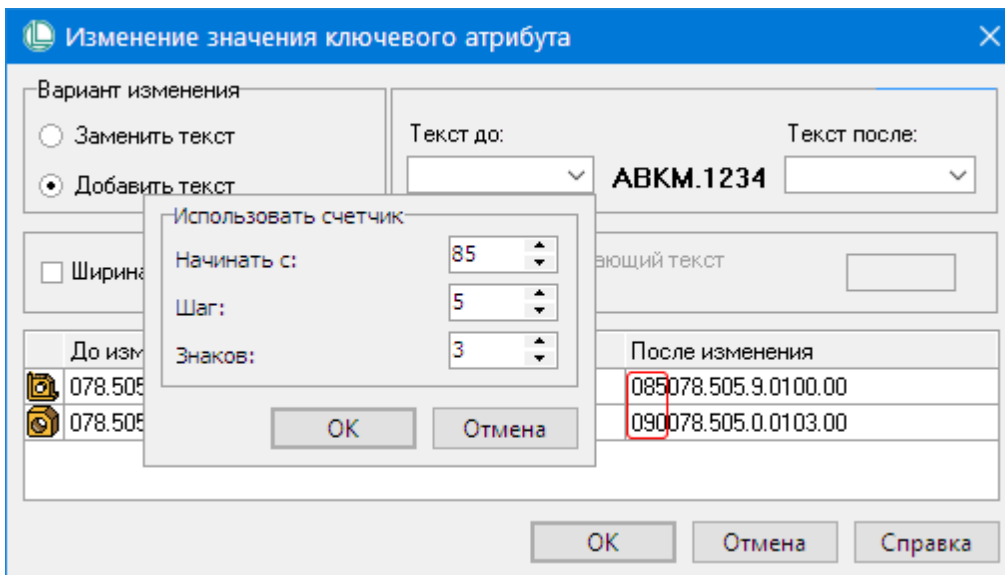 Изменение значения ключевого атрибута
Вариант изменения
Заменить текст
Добавить текст
Текст до:
Текст после:
АВКМ.1234
Использовать счетчик
Начинать с: 85
Шаг: 5
Знаков: 3
OK Отмена
Ширина
ающий текст
До изм
После изменения
078.505
085078.505.9.0100.00
078.505
090078.505.0.0103.00
OK Отмена Справка